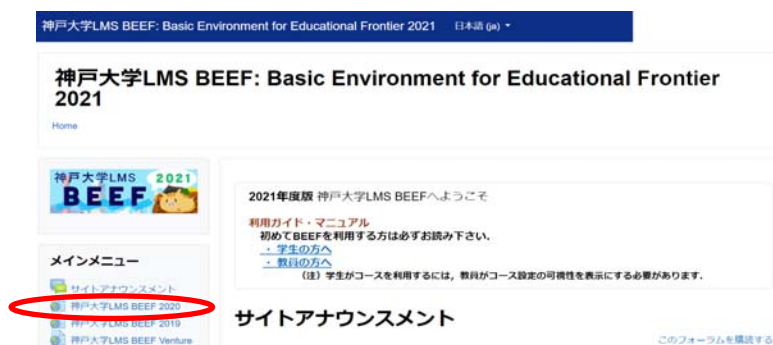 神戸大学LMS BEEF: Basic Environment for Educational Frontier 2021 日本語 (ja)
神戸大学LMS BEEF: Basic Environment for Educational Frontier
2021
Home
神戸大学LMS 2021
BEEF
メインメニュー
サイトアナウンスメント
神戸大学LMS BEEF 2020
神戸大学LMS BEEF 2019
神戸大学LMS BEEF Venture
2021年度版 神戸大学LMS BEEFへようこそ
利用ガイド・マニュアル
初めてBEEFを利用する方は必ずお読み下さい.
・ 学生の方へ
・ 教員の方へ
(注) 学生がコースを利用するには, 教員がコース設定の可視性を表示にする必要があります.
サイトアナウンスメント
このフォーラムを購読する